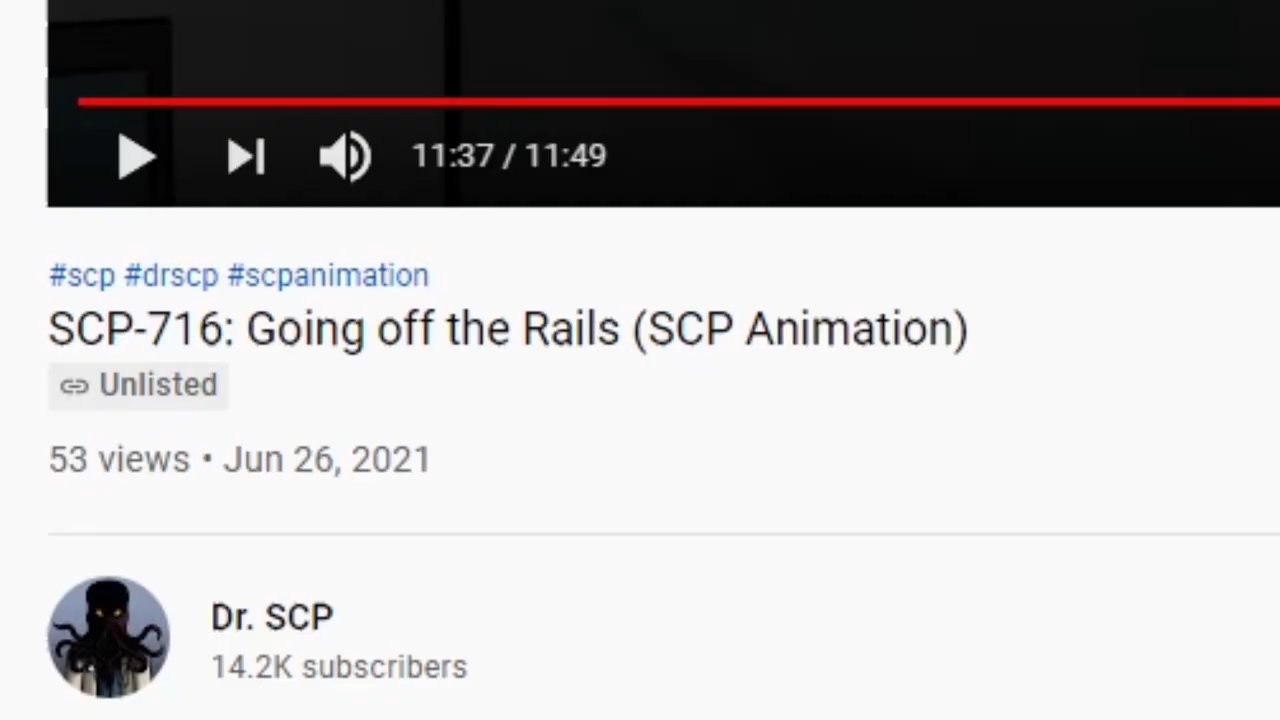 11:37 / 11:49
#scp #drscp #scpanimation
SCP-716: Going off the Rails (SCP Animation)
Unlisted
53 views • Jun 26, 2021
Dr. SCP
14.2K subscribers